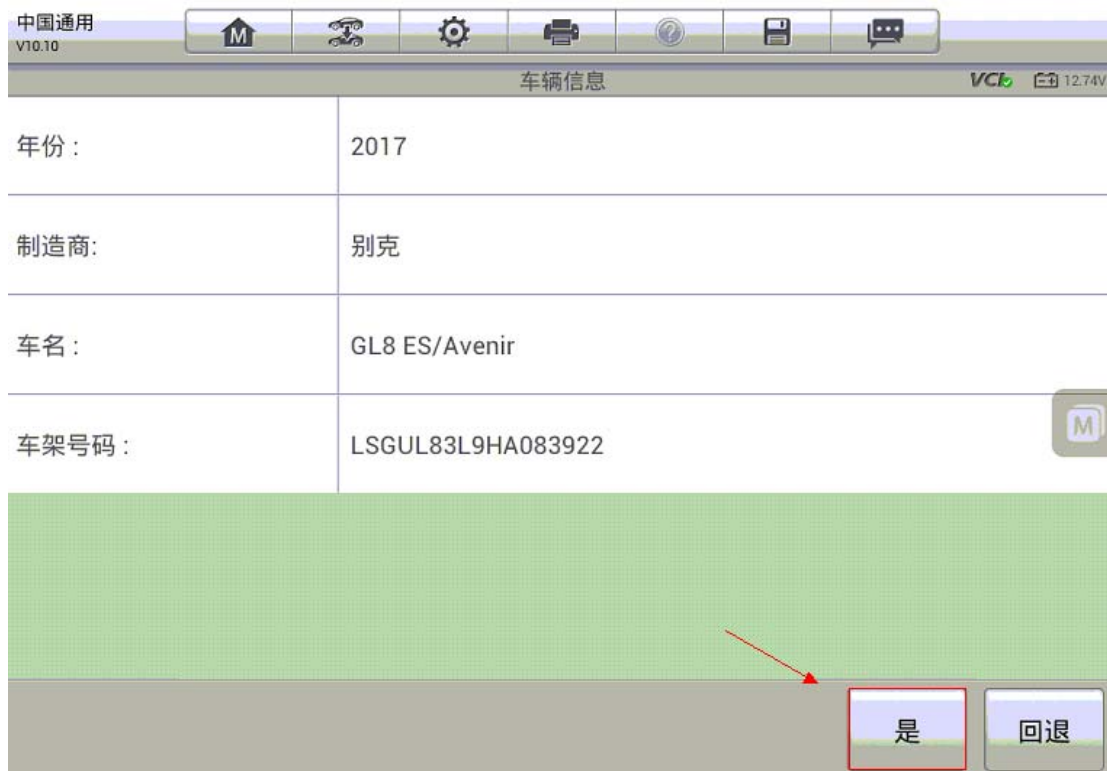 中国通用
V10.10
M
车辆信息
VCI 12.74V
年份： 2017
制造商: 别克
车名： GL8 ES/Avenir
车架号码： LSGUL83L9HA083922
M
是 回退